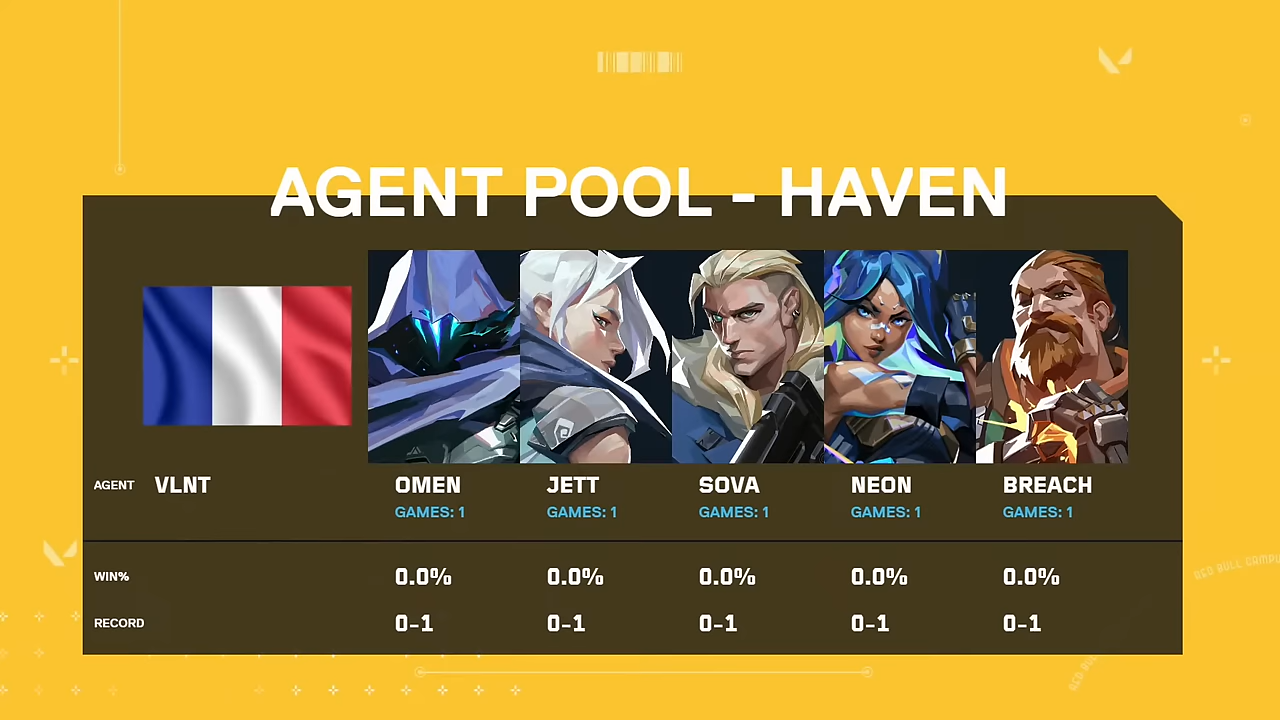 AGENT POOL - HAVEN
AGENT VLNT OMEN JETT SOVA NEON BREACH
GAMES: 1 GAMES: 1 GAMES: 1 GAMES: 1 GAMES: 1
WIN% 0.0% 0.0% 0.0% 0.0% 0.0%
RECORD 0-1 0-1 0-1 0-1 0-1
RED BULL